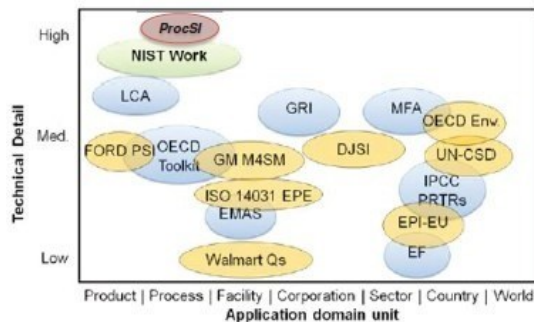 High
ProcSI
NIST Work
LCA
GRI
MFA
OECD Env.
Med.
FORD PSI
OECD
Toolkit
GM M4SM
DJSI
UN-CSD
ISO 14031 EPE
EMAS
IPCC
PRTRs
EPI-EU
Low
Walmart Qs
EF
Technical Detail
Product | Process | Facility | Corporation | Sector | Country | World
Application domain unit